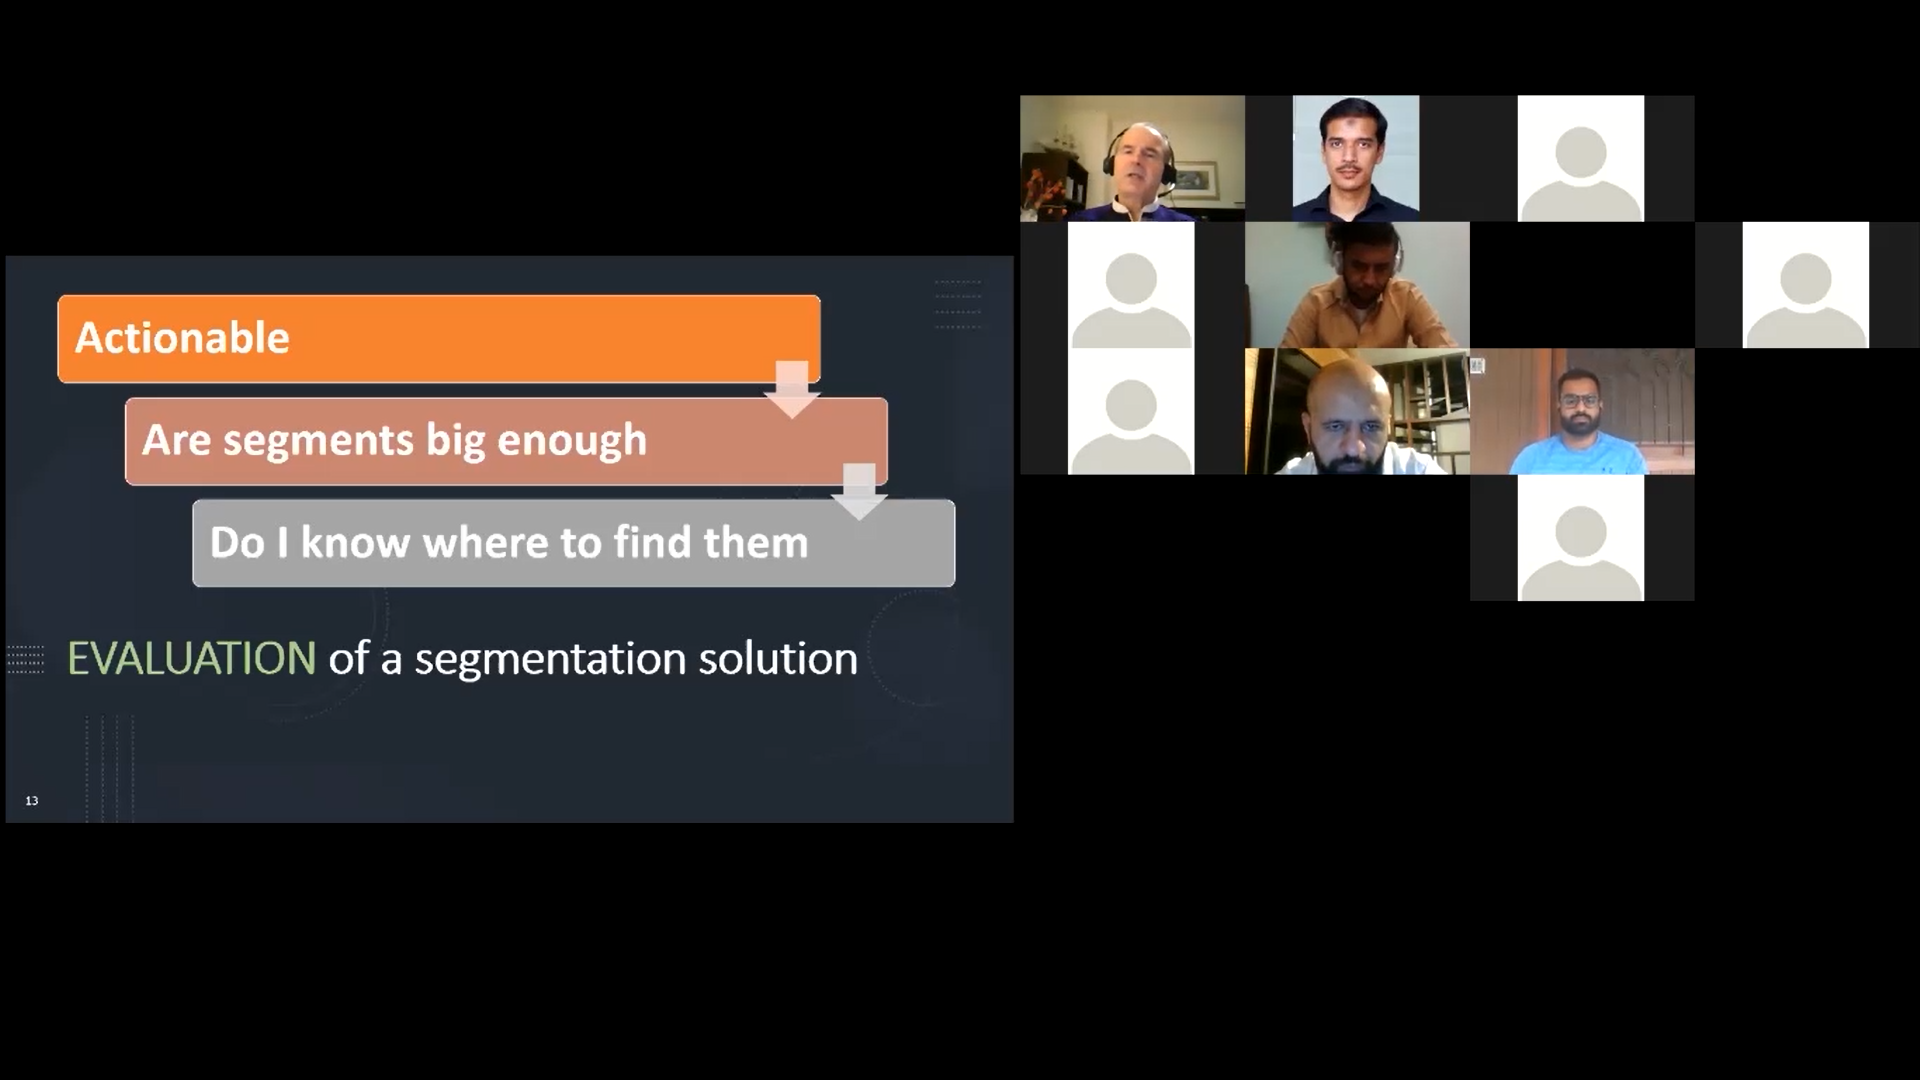 Actionable
Are segments big enough
Do I know where to find them
EVALUATION of a segmentation solution
13